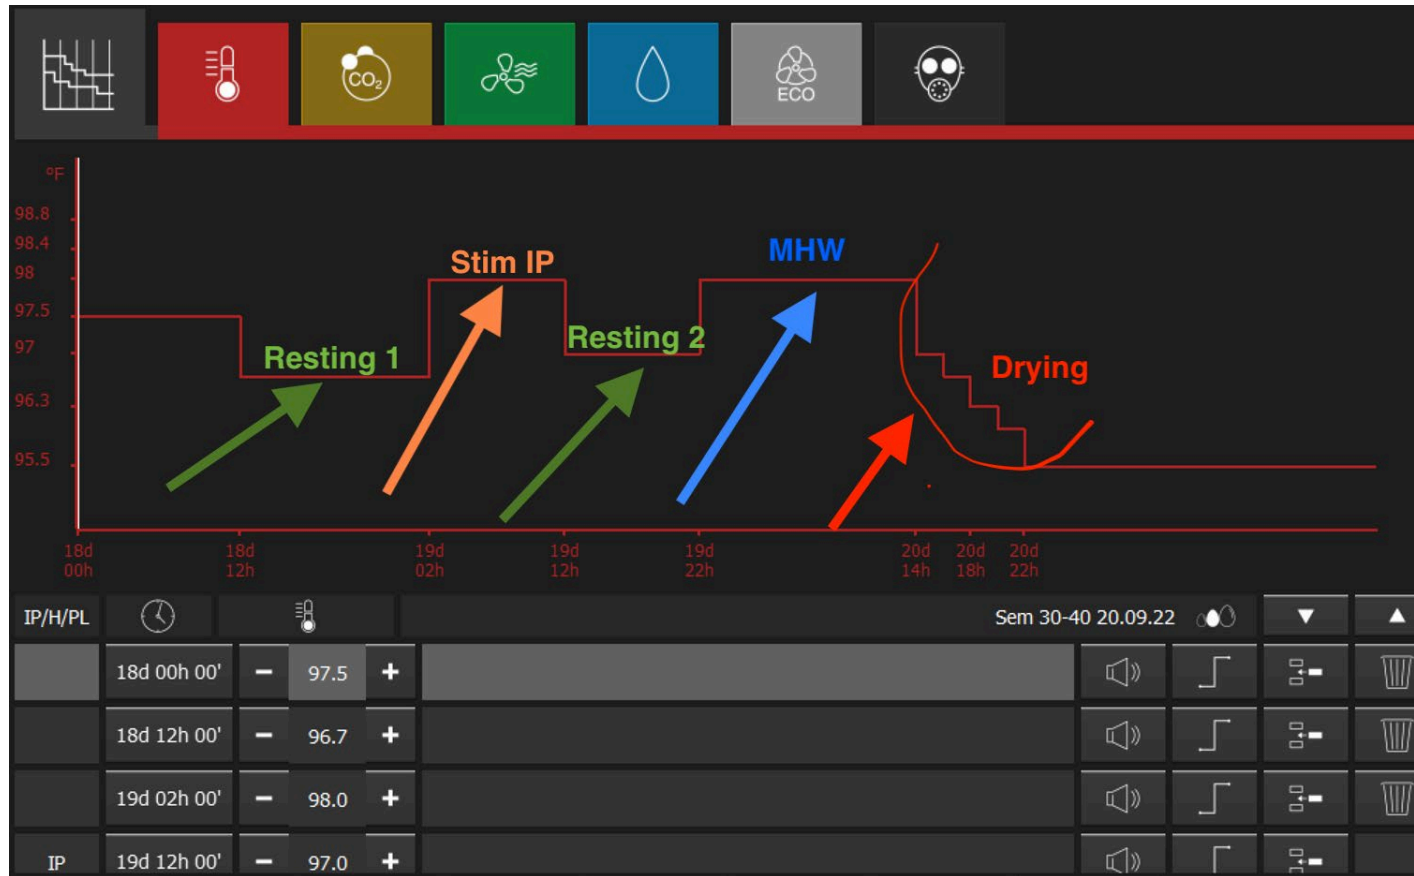 CO₂
ECO
°F
98.8
98.4
98
97.5
97
96.3
95.5
Stim IP
MHW
Resting 1
Resting 2
Drying
18d 18d 19d 19d 19d 20d 20d 20d
00h 12h 02h 12h 22h 14h 18h 22h
IP/H/PL Sem 30-40 20.09.22
18d 00h 00' − 97.5 +
18d 12h 00' − 96.7 +
19d 02h 00' − 98.0 +
IP 19d 12h 00' − 97.0 +